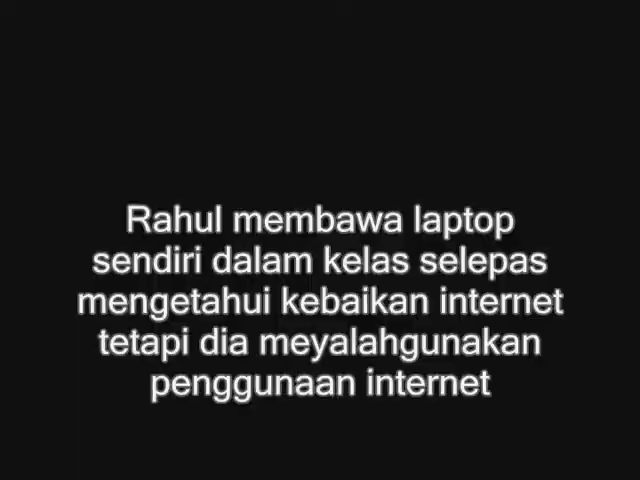 Rahul membawa laptop
sendiri dalam kelas selepas
mengetahui kebaikan internet
tetapi dia meyalahgunakan
penggunaan internet